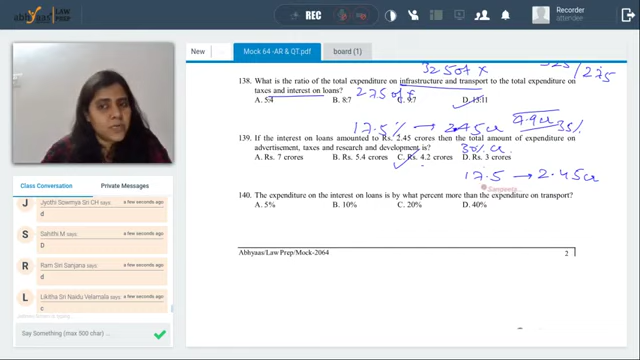 abhyaas LAW PREP
REC
Recorder
attendee
New
Mock 64 -AR & QT.pdf
board (1)
32.5 of x
/ 27.5
138. What is the ratio of the total expenditure on infrastructure and transport to the total expenditure on
taxes and interest on loans?
27.5 of x
A. 5:4 B. 8:7 C. 9:7 D. 13:11
17.5% → 2.45 cr
35%
139. If the interest on loans amounted to Rs. 2.45 crores then the total amount of expenditure on
advertisement, taxes and research and development is?
30% cr.
A. Rs. 7 crores B. Rs. 5.4 crores C. Rs. 4.2 crores D. Rs. 3 crores
17.5 → 2.45 cr
Sanjeeta
140. The expenditure on the interest on loans is by what percent more than the expenditure on transport?
A. 5% B. 10% C. 20% D. 40%
Abhyaas/Law Prep/Mock-2064 2
Class Conversation
Private Messages
J
Jyothi Sowmya Sri CH says: a few seconds ago
d
S
Sahithi M says: a few seconds ago
D
R
Ram Sri Sanjana says: a few seconds ago
d
L
Likitha Sri Naidu Velamala says: a few seconds ago
c
Say Something (max 500 char)